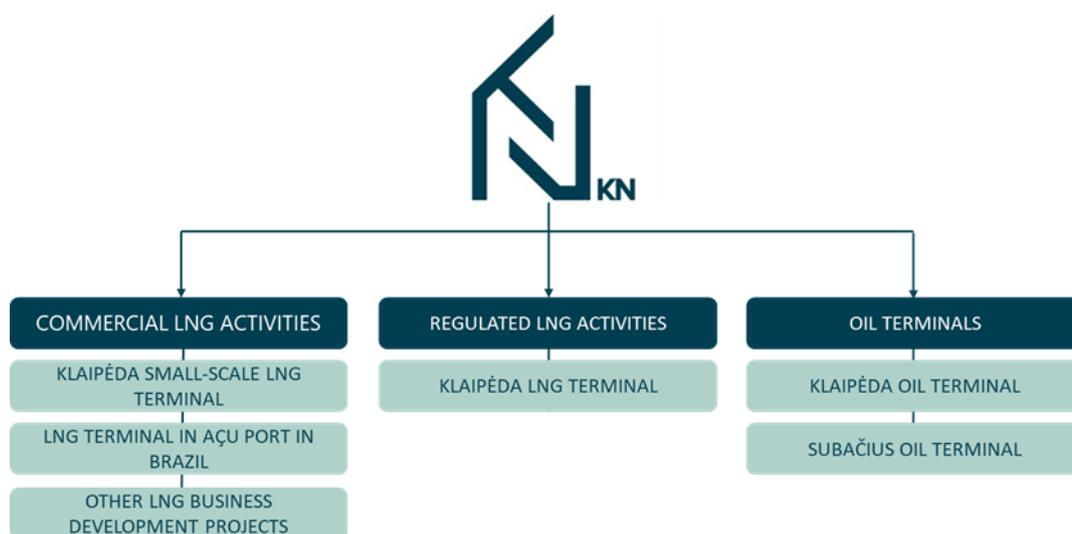 KN
COMMERCIAL LNG ACTIVITIES
KLAIPĖDA SMALL-SCALE LNG
TERMINAL
LNG TERMINAL IN AÇU PORT IN
BRAZIL
OTHER LNG BUSINESS
DEVELOPMENT PROJECTS
REGULATED LNG ACTIVITIES
KLAIPĖDA LNG TERMINAL
OIL TERMINALS
KLAIPĖDA OIL TERMINAL
SUBAČIUS OIL TERMINAL